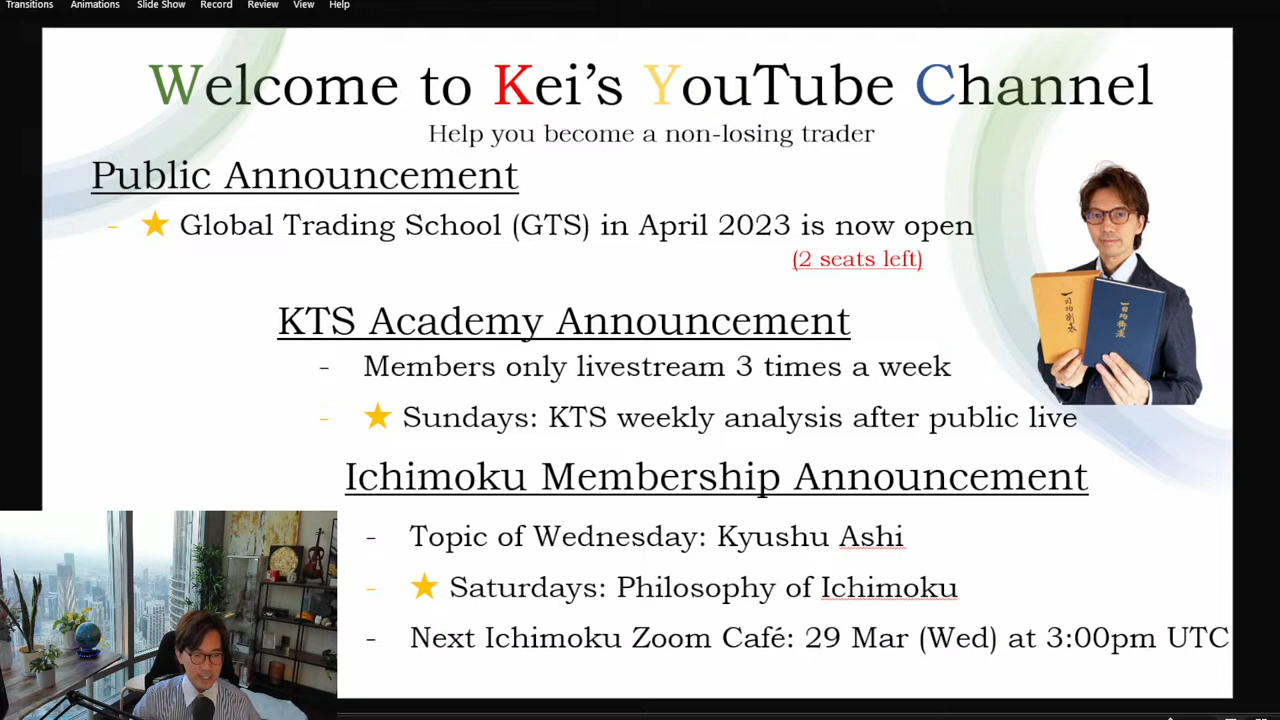 Transitions Animations Slide Show Record Review View Help
Welcome to Kei's YouTube Channel
Help you become a non-losing trader
Public Announcement
- ★ Global Trading School (GTS) in April 2023 is now open
(2 seats left)
KTS Academy Announcement
- Members only livestream 3 times a week
- ★ Sundays: KTS weekly analysis after public live
Ichimoku Membership Announcement
- Topic of Wednesday: Kyushu Ashi
- ★ Saturdays: Philosophy of Ichimoku
- Next Ichimoku Zoom Café: 29 Mar (Wed) at 3:00pm UTC